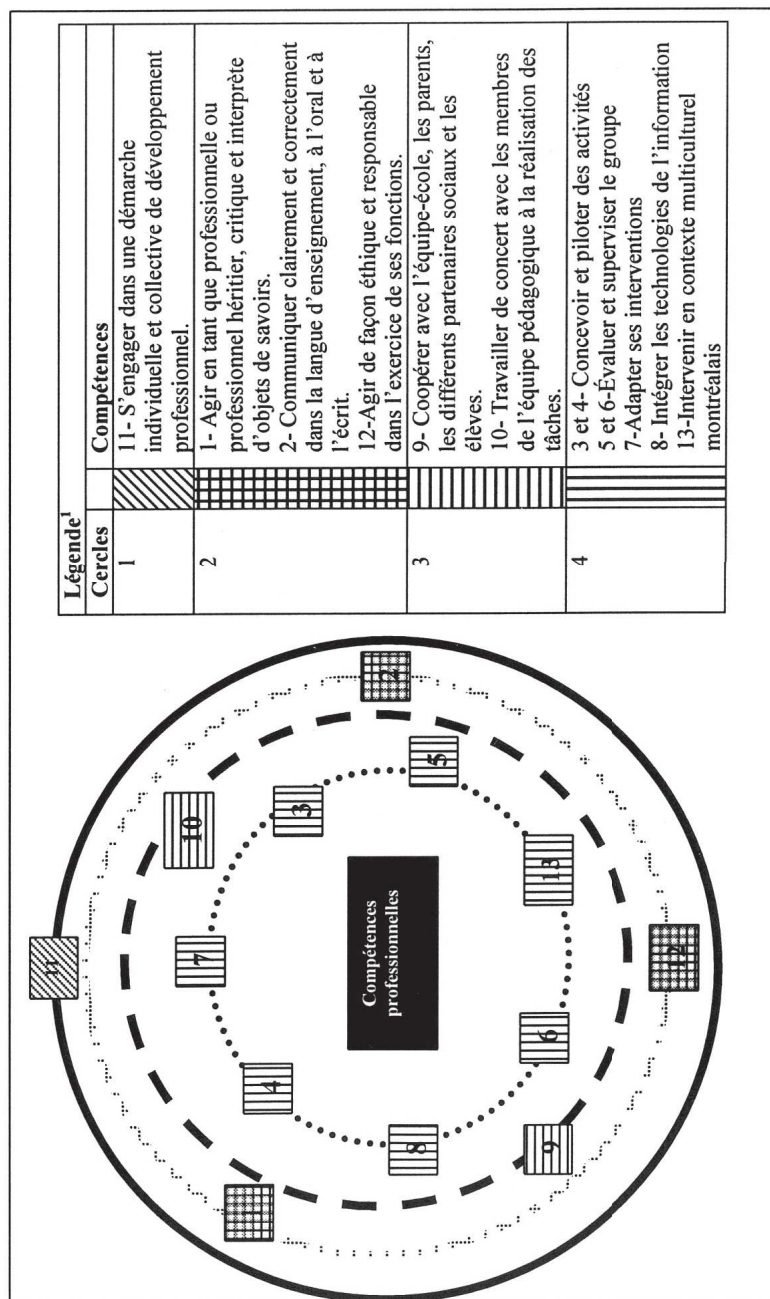 Légende¹
Cercles
Compétences
1
11- S'engager dans une démarche
individuelle et collective de développement
professionnel.
2
1- Agir en tant que professionnelle ou
professionnel héritier, critique et interprète
d'objets de savoirs.
2- Communiquer clairement et correctement
dans la langue d'enseignement, à l'oral et à
l'écrit.
12-Agir de façon éthique et responsable
dans l'exercice de ses fonctions.
3
9- Coopérer avec l'équipe-école, les parents,
les différents partenaires sociaux et les
élèves.
10- Travailler de concert avec les membres
de l'équipe pédagogique à la réalisation des
tâches.
4
3 et 4- Concevoir et piloter des activités
5 et 6-Évaluer et superviser le groupe
7-Adapter ses interventions
8- Intégrer les technologies de l'information
13-Intervenir en contexte multiculturel
montréalais
11
1
10
2
7
4
3
Compétences
professionnelles
8
5
6
13
9
12